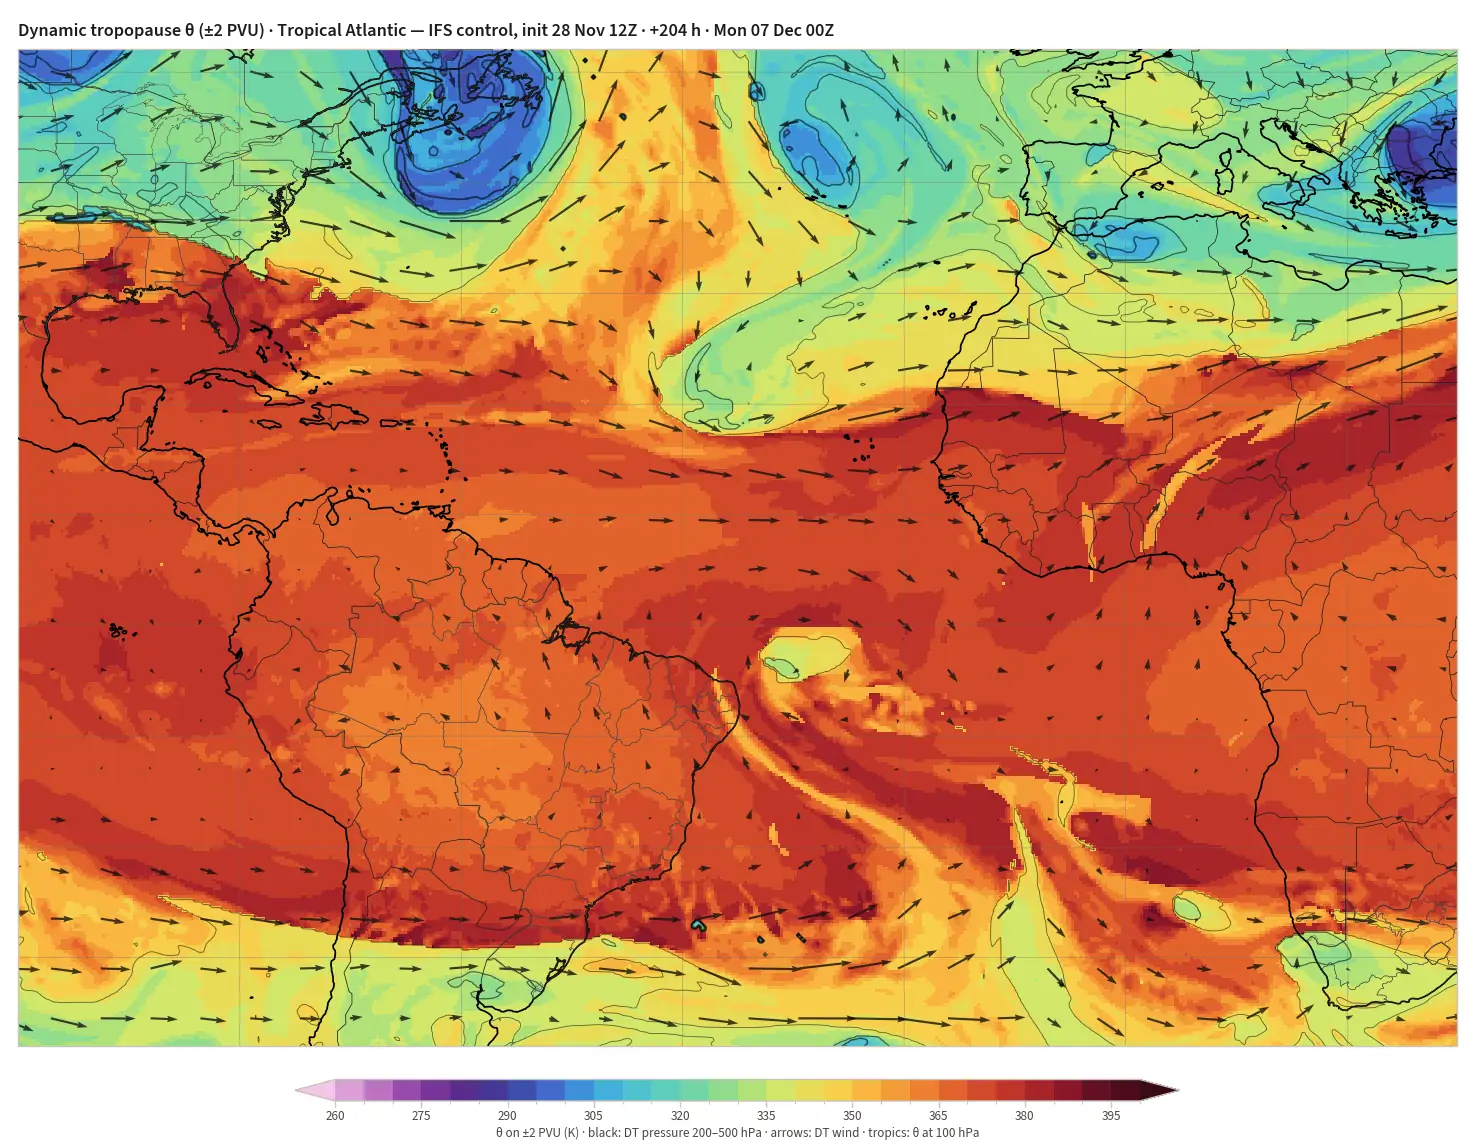 Dynamic tropopause θ (±2 PVU) · Tropical Atlantic — IFS control, init 28 Nov 12Z · +204 h · Mon 07 Dec 00Z
260 275 290 305 320 335 350 365 380 395
θ on ±2 PVU (K) · black: DT pressure 200–500 hPa · arrows: DT wind · tropics: θ at 100 hPa